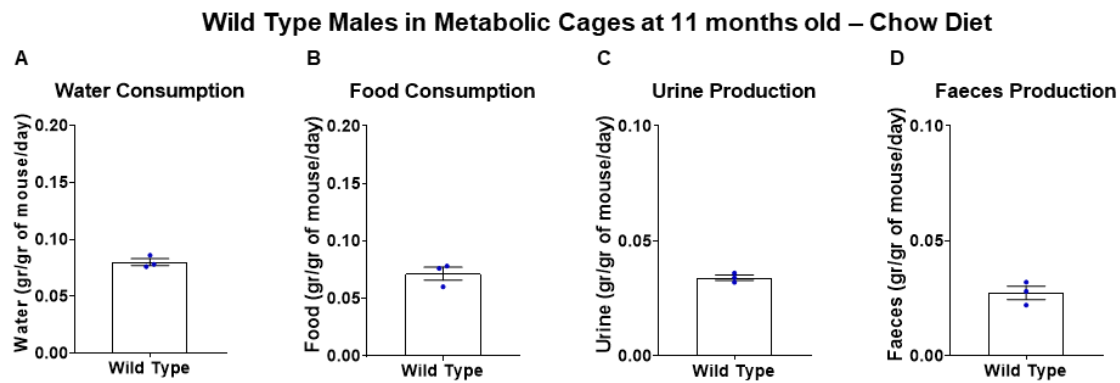 Wild Type Males in Metabolic Cages at 11 months old – Chow Diet
A
Water Consumption
Water (gr/gr of mouse/day)
0.20
0.15
0.10
0.05
0.00
Wild Type
B
Food Consumption
Food (gr/gr of mouse/day)
0.20
0.15
0.10
0.05
0.00
Wild Type
C
Urine Production
Urine (gr/gr of mouse/day)
0.10
0.05
0.00
Wild Type
D
Faeces Production
Faeces (gr/gr of mouse/day)
0.10
0.05
0.00
Wild Type